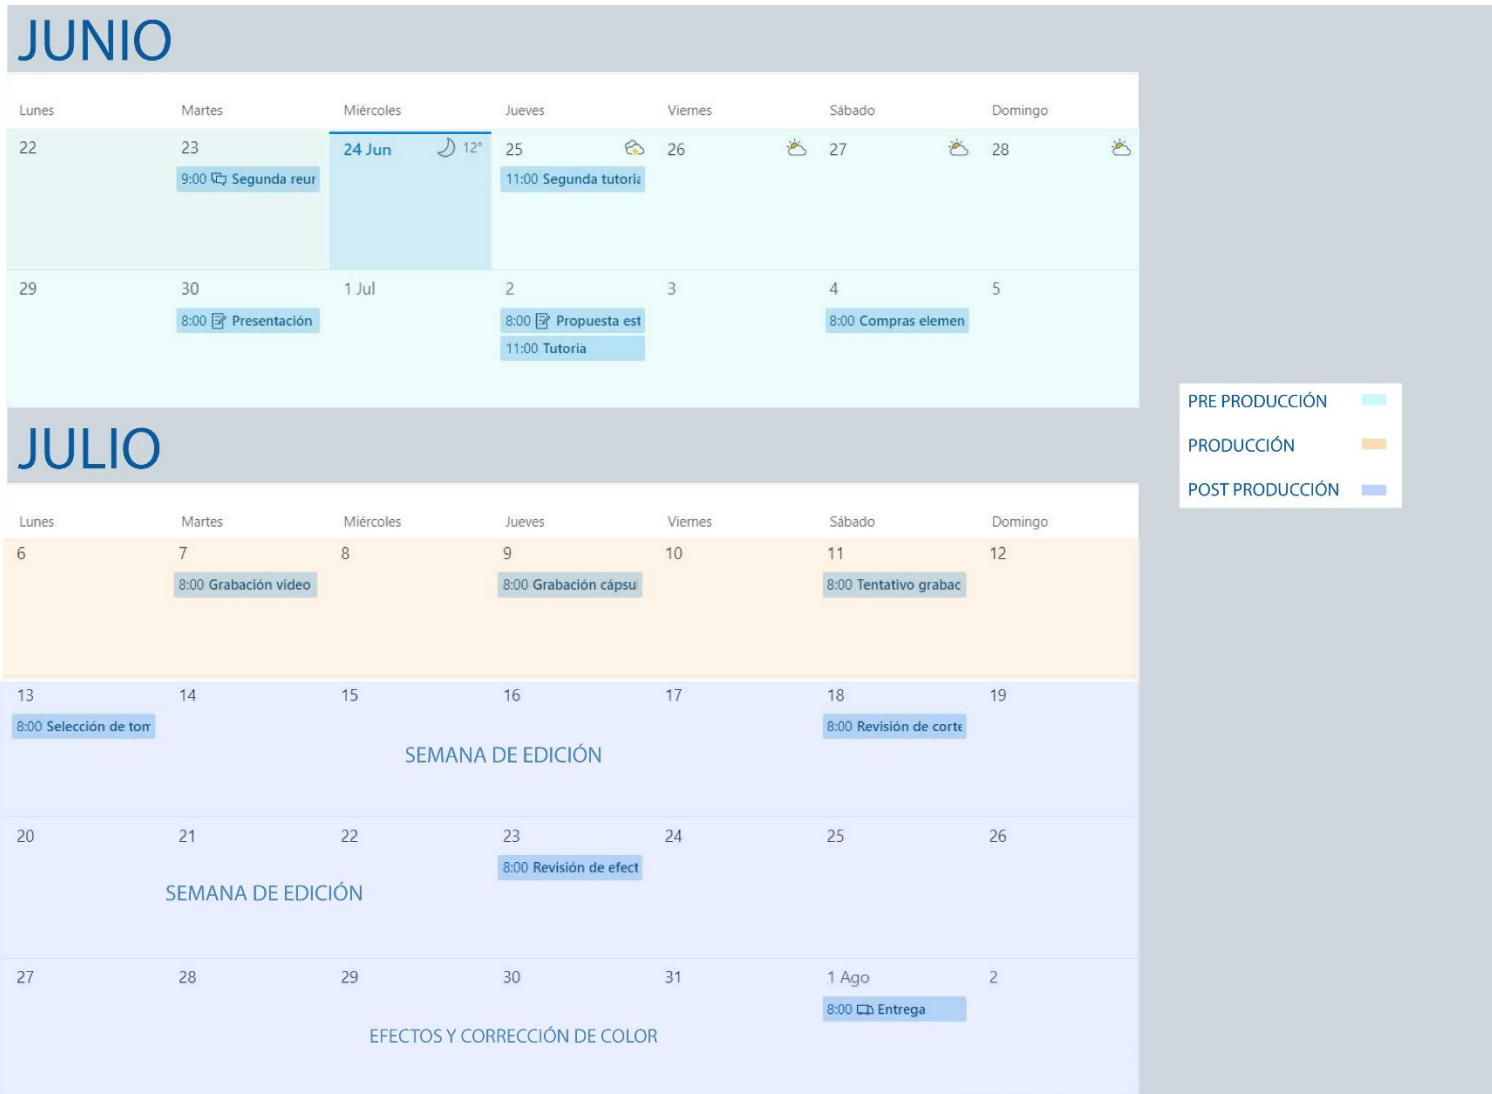 JUNIO
Lunes Martes Miércoles Jueves Viernes Sábado Domingo
22 23 24 Jun 12° 25 26 27 28
9:00 Segunda reur 11:00 Segunda tutoria
29 30 1 Jul 2 3 4 5
8:00 Presentación 8:00 Propuesta est 8:00 Compras elemen
11:00 Tutoria
PRE PRODUCCIÓN
PRODUCCIÓN
POST PRODUCCIÓN
JULIO
Lunes Martes Miércoles Jueves Viernes Sábado Domingo
6 7 8 9 10 11 12
8:00 Grabación video 8:00 Grabación cápsu 8:00 Tentativo grabac
13 14 15 16 17 18 19
8:00 Selección de tom 8:00 Revisión de corte
SEMANA DE EDICIÓN
20 21 22 23 24 25 26
8:00 Revisión de efect
SEMANA DE EDICIÓN
27 28 29 30 31 1 Ago 2
8:00 Entrega
EFECTOS Y CORRECCIÓN DE COLOR